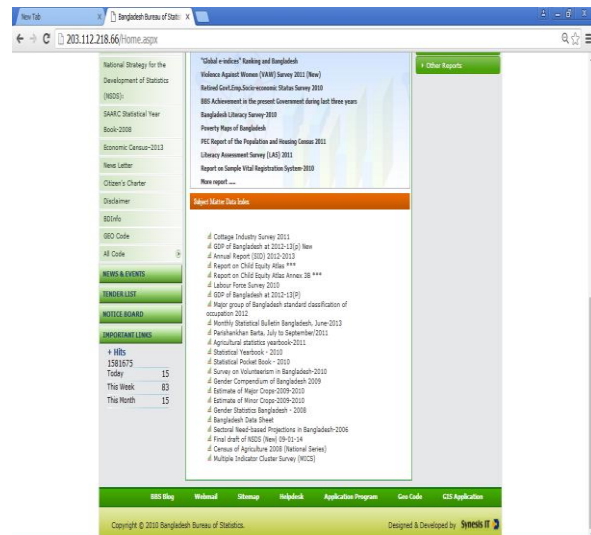 New Tab
Bangladesh Bureau of Statis
203.112.218.66/Home.aspx
National Strategy for the
Development of Statistics
(NSDS):
SAARC Statistical Year
Book-2008
Economic Census-2013
News Letter
Citizen's Charter
Disclaimer
BDInfo
GEO Code
All Code
NEWS & EVENTS
TENDER LIST
NOTICE BOARD
IMPORTANT LINKS
+ Hits
1581675
Today 15
This Week 83
This Month 15
"Global e-indices" Ranking and Bangladesh
Violence Against Women (VAW) Survey 2011 (New)
Retired Govt.Emp.Socio-economic Status Survey 2010
BBS Achievement in the present Government during last three years
Bangladesh Literacy Survey-2010
Poverty Maps of Bangladesh
PEC Report of the Population and Housing Census 2011
Literacy Assessment Survey (LAS) 2011
Report on Sample Vital Registration System-2010
More report ....
Subject Matter Data Index
Cottage Industry Survey 2011
GDP of Bangladesh at 2012-13(p) New
Annual Report (SID) 2012-2013
Report on Child Equity Atlas ***
Report on Child Equity Atlas Annex 3B ***
Labour Force Survey 2010
GDP of Bangladesh at 2012-13(P)
Major group of Bangladesh standard classification of
occupation 2012
Monthly Statistical Bulletin Bangladesh, June-2013
Parishankhan Barta, July to September/2011
Agricultural statistics yearbook-2011
Statistical Yearbook - 2010
Statistical Pocket Book - 2010
Survey on Volunteerism in Bangladesh-2010
Gender Compendium of Bangladesh 2009
Estimate of Major Crops-2009-2010
Estimate of Minor Crops-2009-2010
Gender Statistics Bangladesh - 2008
Bangladesh Data Sheet
Sectoral Need-based Projections in Bangladesh-2006
Final draft of NSDS (New) 09-01-14
Census of Agriculture 2008 (National Series)
Multiple Indicator Cluster Survey (MICS)
Other Reports
BBS Blog Webmail Sitemap Helpdesk Application Program Geo Code GIS Application
Copyright © 2010 Bangladesh Bureau of Statistics. Designed & Developed by Synesis IT